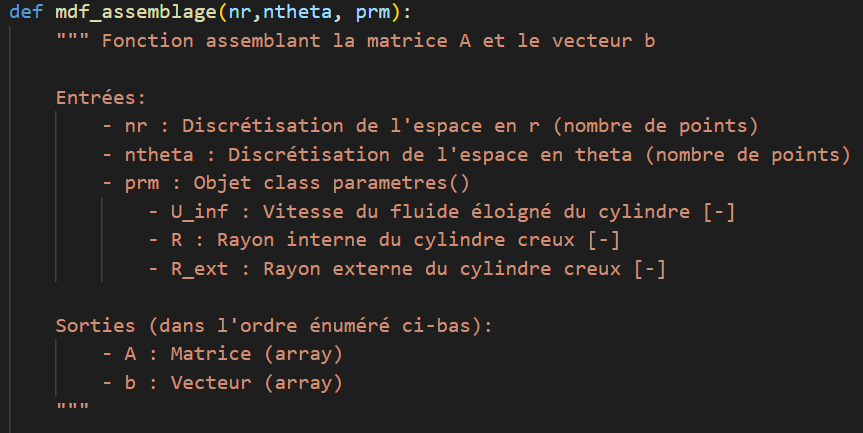 def mdf_assemblage(nr,ntheta, prm):
""" Fonction assemblant la matrice A et le vecteur b
Entrées:
- nr : Discrétisation de l'espace en r (nombre de points)
- ntheta : Discrétisation de l'espace en theta (nombre de points)
- prm : Objet class parametres()
- U_inf : Vitesse du fluide éloigné du cylindre [-]
- R : Rayon interne du cylindre creux [-]
- R_ext : Rayon externe du cylindre creux [-]
Sorties (dans l'ordre énuméré ci-bas):
- A : Matrice (array)
- b : Vecteur (array)
"""